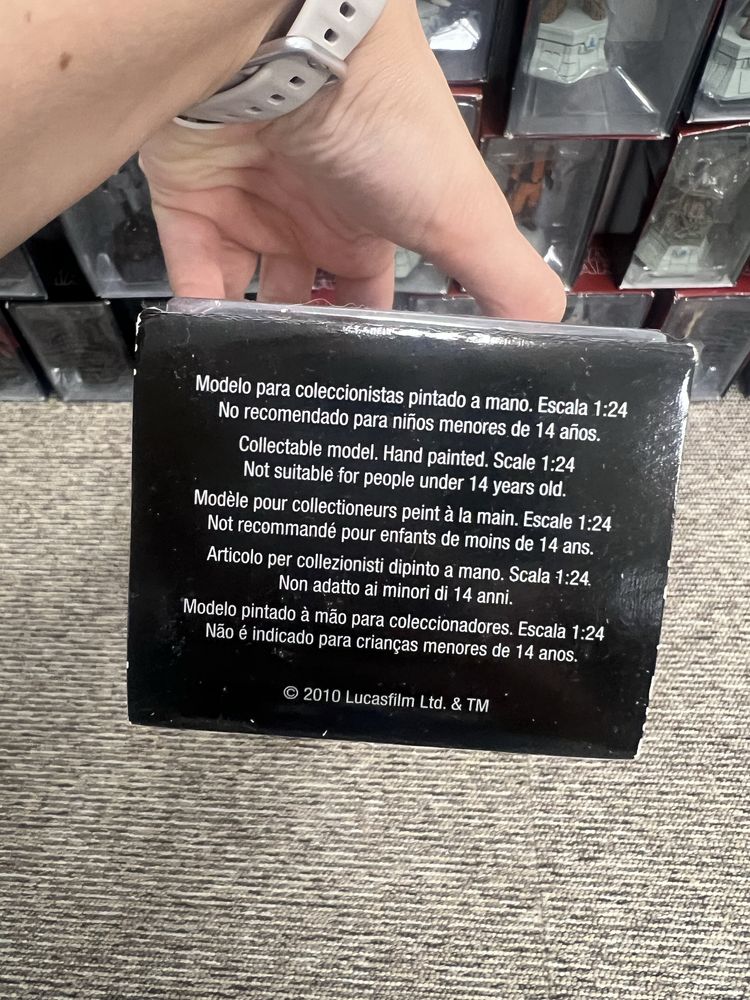 Modelo para coleccionistas pintado a mano. Escala 1:24
No recomendado para niños menores de 14 años.
Collectable model. Hand painted. Scale 1:24
Not suitable for people under 14 years old.
Modèle pour collectioneurs peint à la main. Escale 1:24
Not recommandé pour enfants de moins de 14 ans.
Articolo per collezionisti dipinto a mano. Scala 1:24.
Non adatto ai minori di 14 anni.
Modelo pintado à mão para coleccionadores. Escala 1:24
Não é indicado para crianças menores de 14 anos.
© 2010 Lucasfilm Ltd. & TM